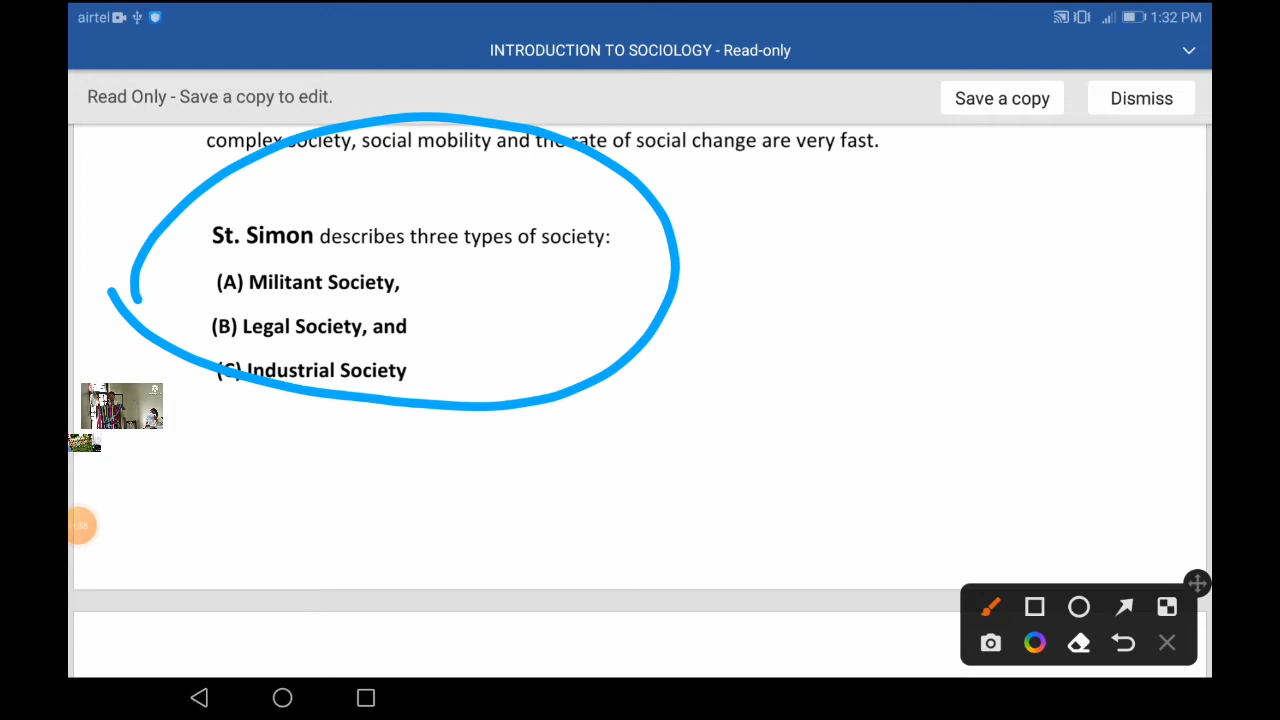 airtel 1:32 PM
INTRODUCTION TO SOCIOLOGY - Read-only
Read Only - Save a copy to edit. Save a copy Dismiss
complex society, social mobility and the rate of social change are very fast.
St. Simon describes three types of society:
(A) Militant Society,
(B) Legal Society, and
(C) Industrial Society